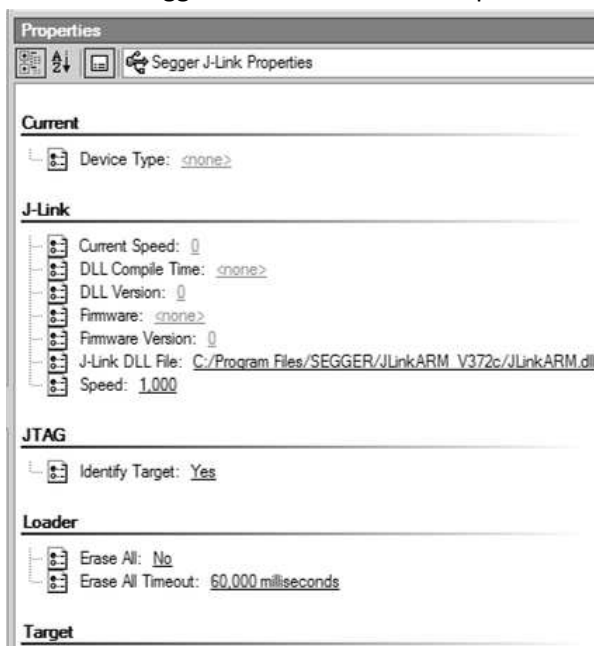 Properties
Segger J-Link Properties
Current
Device Type: <none>
J-Link
Current Speed: 0
DLL Compile Time: <none>
DLL Version: 0
Firmware: <none>
Firmware Version: 0
J-Link DLL File: C:/Program Files/SEGGER/JLinkARM_V372c/JLinkARM.dll
Speed: 1,000
JTAG
Identify Target: Yes
Loader
Erase All: No
Erase All Timeout: 60,000 milliseconds
Target